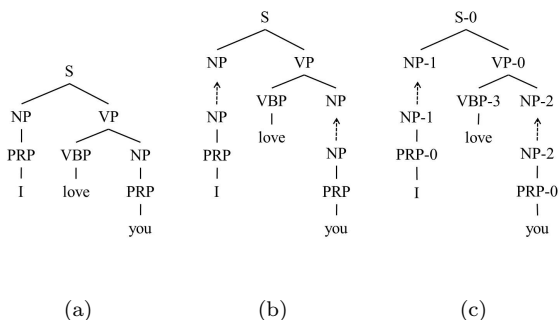 S
NP VP
PRP VBP NP
I love PRP
you
(a)
S
NP VP
NP VBP NP
PRP love NP
I PRP
you
(b)
S-0
NP-1 VP-0
NP-1 VBP-3 NP-2
PRP-0 love NP-2
I PRP-0
you
(c)